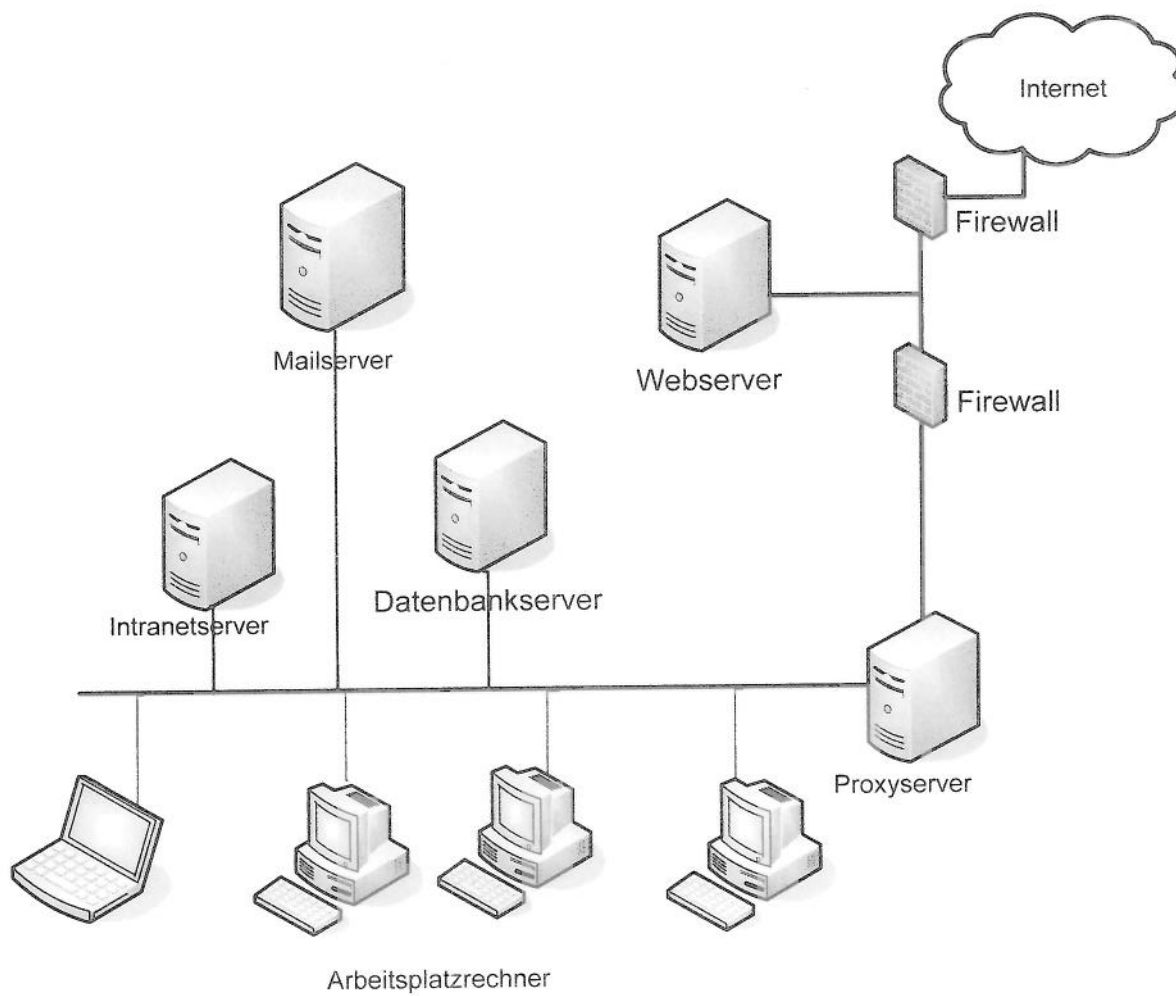 Internet
Firewall
Mailserver
Webserver
Firewall
Intranetserver
Datenbankserver
Proxyserver
Arbeitsplatzrechner